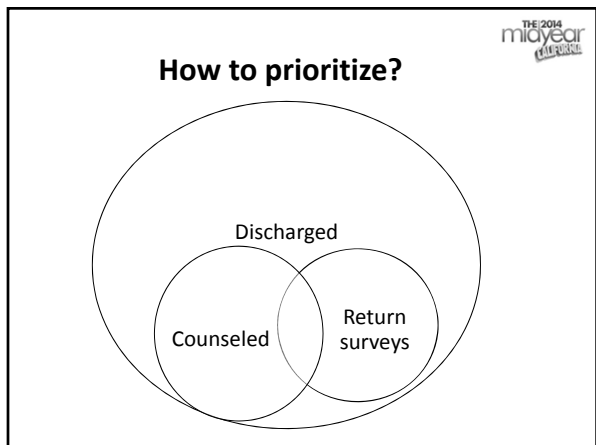 THE 2014
midyear
CALIFORNIA
How to prioritize?
Discharged
Counseled
Return
surveys